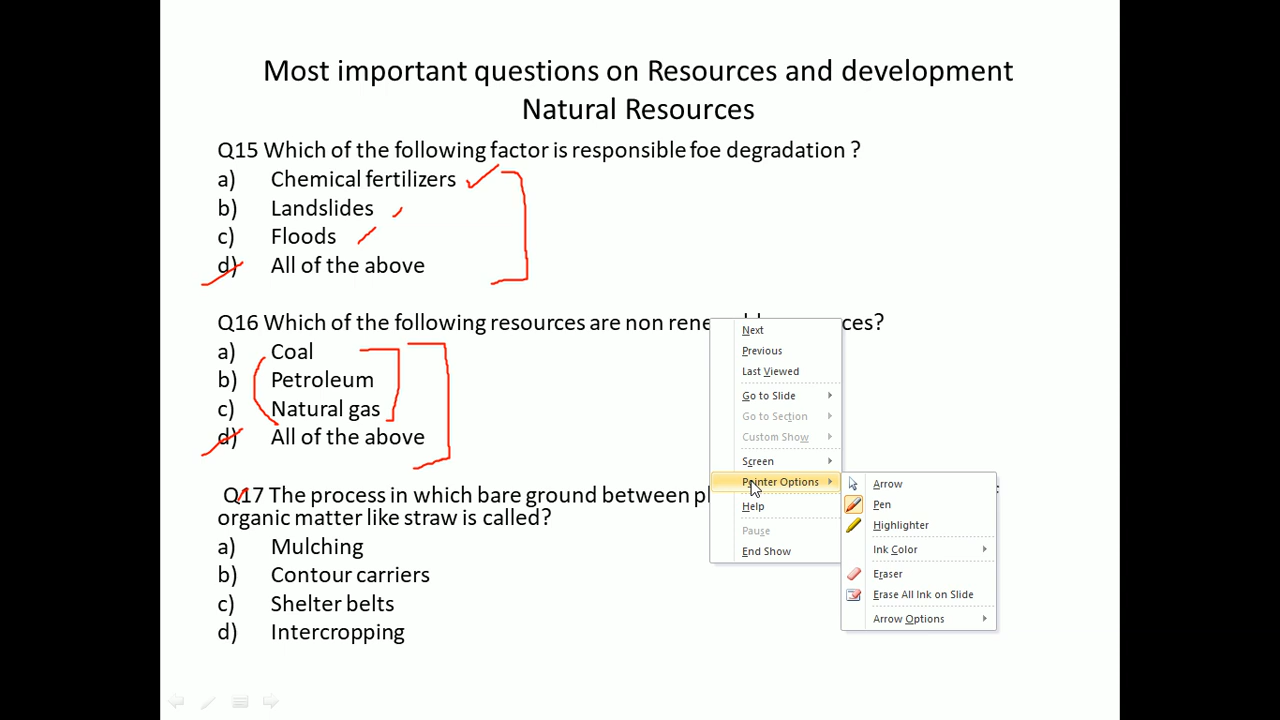 Most important questions on Resources and development
Natural Resources
Q15 Which of the following factor is responsible foe degradation ?
a) Chemical fertilizers
b) Landslides
c) Floods
d) All of the above
Q16 Which of the following resources are non ces?
a) Coal
b) Petroleum
c) Natural gas
d) All of the above
Q17 The process in which bare ground between
organic matter like straw is called?
a) Mulching
b) Contour carriers
c) Shelter belts
d) Intercropping
Next
Previous
Last Viewed
Go to Slide
Go to Section
Custom Show
Screen
Pointer Options
Help
Pause
End Show
Arrow
Pen
Highlighter
Ink Color
Eraser
Erase All Ink on Slide
Arrow Options